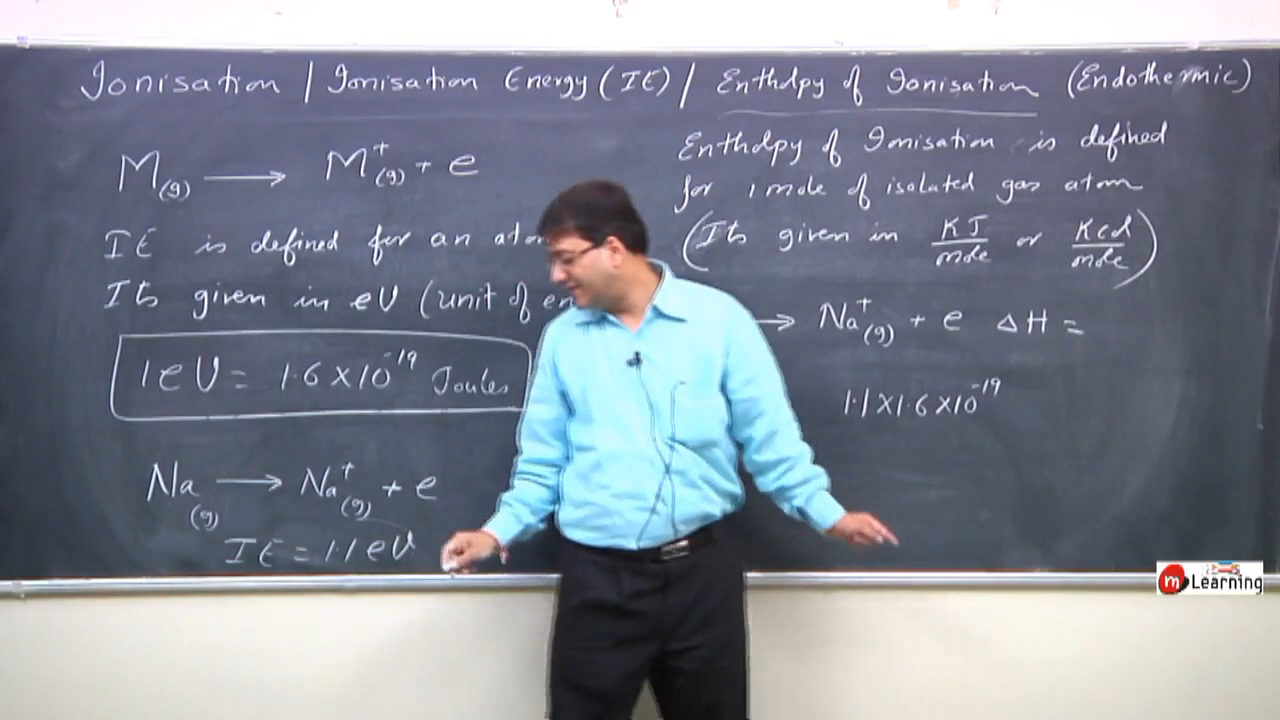 Ionisation / Ionisation Energy (IE) / Enthalpy of Ionisation (Endothermic)
M(g) ⟶ M⁺(g) + e
IE is defined for an
Its given in eV (unit of
1eV = 1.6 × 10⁻¹⁹ Joules
Na(g) ⟶ Na⁺(g) + e
IE = 1.1 eV
Enthalpy of Ionisation is defined
for 1 mole of isolated gas atom
(Its given in KJ/mole or Kcal/mole)
⟶ Na⁺(g) + e ΔH =
1.1 × 1.6 × 10⁻¹⁹
m Learning